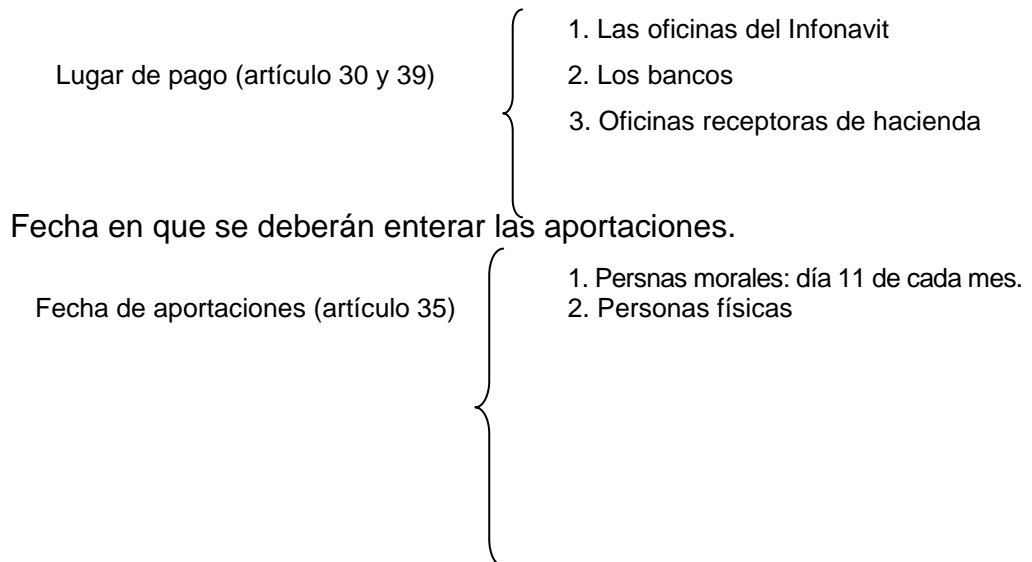 1. Las oficinas del Infonavit
Lugar de pago (artículo 30 y 39)
2. Los bancos
3. Oficinas receptoras de hacienda
Fecha en que se deberán enterar las aportaciones.
1. Persnas morales: día 11 de cada mes.
Fecha de aportaciones (artículo 35)
2. Personas físicas